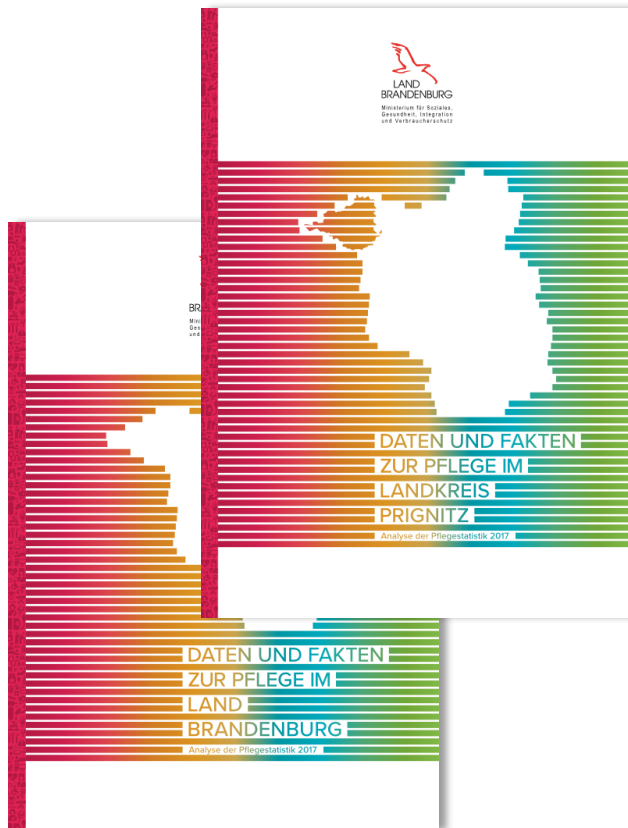 LAND
BRANDENBURG
Ministerium für Soziales,
Gesundheit, Integration
und Verbraucherschutz
DATEN UND FAKTEN
ZUR PFLEGE IM
LANDKREIS
PRIGNITZ
Analyse der Pflegestatistik 2017
DATEN UND FAKTEN
ZUR PFLEGE IM
LAND
BRANDENBURG
Analyse der Pflegestatistik 2017